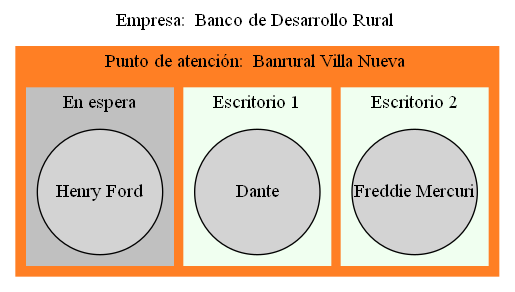 Empresa: Banco de Desarrollo Rural
Punto de atención: Banrural Villa Nueva
En espera
Escritorio 1
Escritorio 2
Henry Ford
Dante
Freddie Mercuri